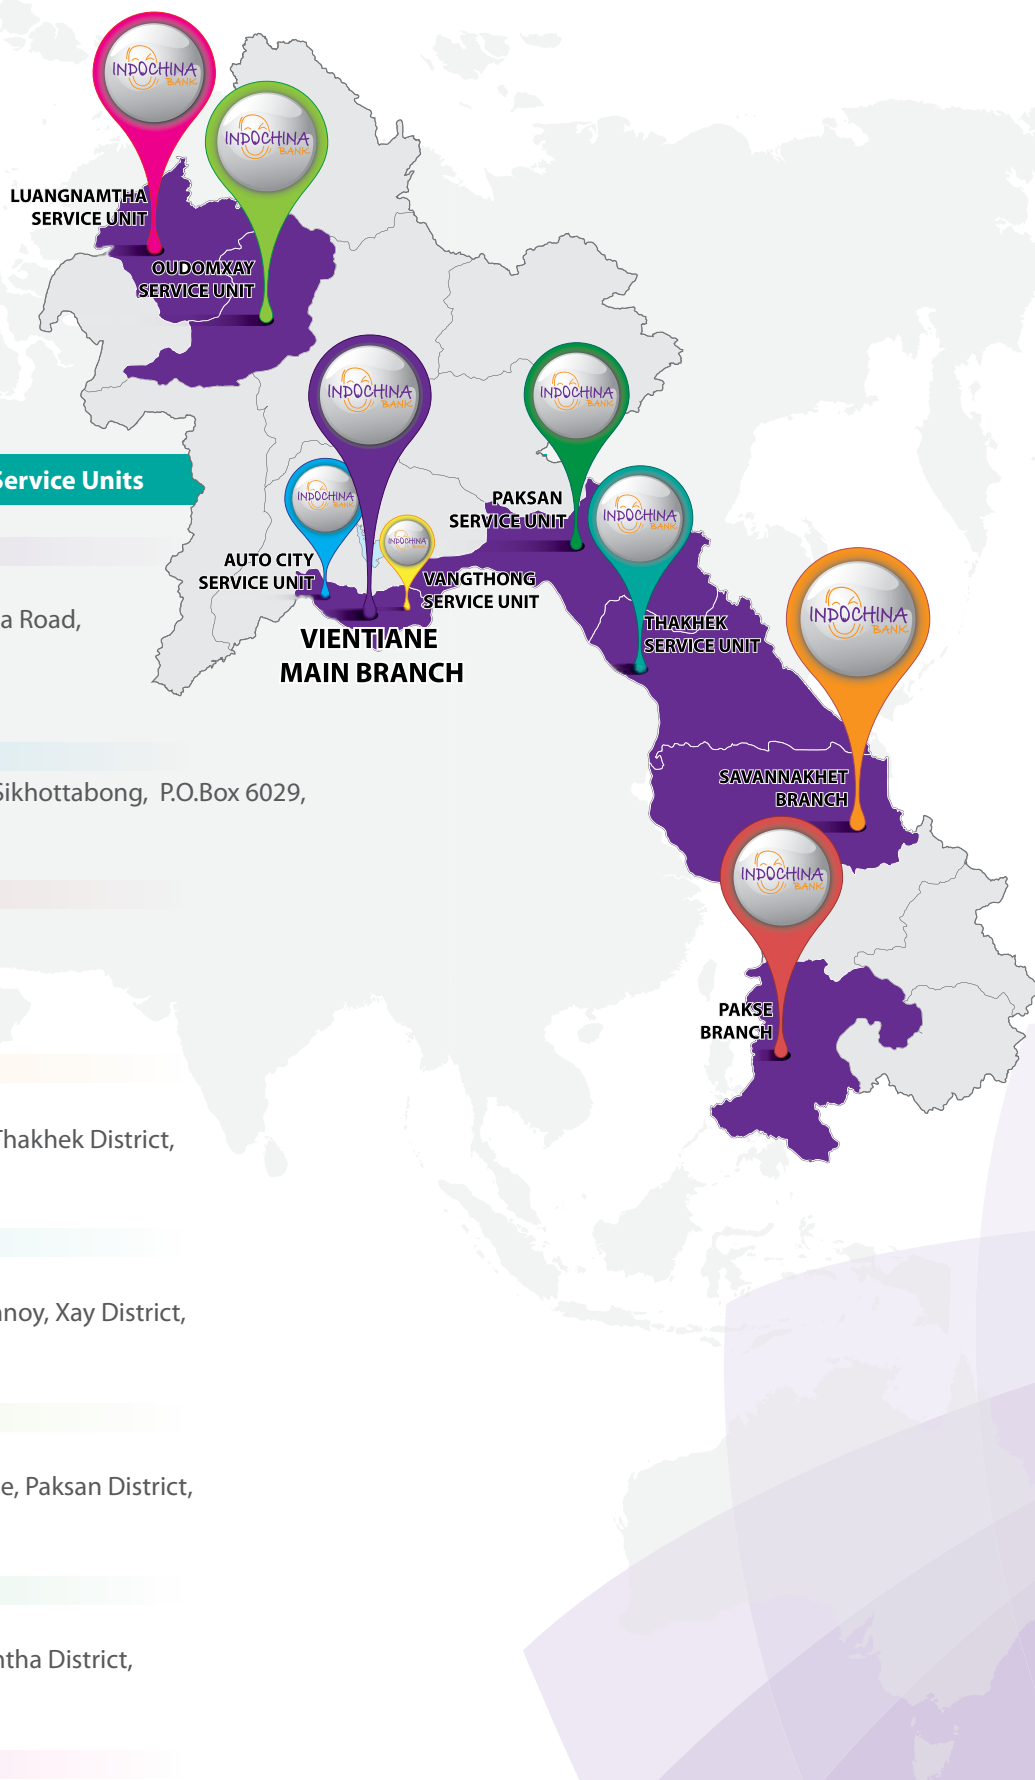 INDOCHINA
BANK
INDOCHINA
BANK
LUANGNAMTHA
SERVICE UNIT
OUDOMXAY
SERVICE UNIT
INDOCHINA
BANK
INDOCHINA
BANK
Service Units
INDOCHINA
BANK
PAKSAN
SERVICE UNIT
INDOCHINA
BANK
INDOCHINA
BANK
AUTO CITY
SERVICE UNIT
VANGTHONG
SERVICE UNIT
VIENTIANE
MAIN BRANCH
THAKHEK
SERVICE UNIT
INDOCHINA
BANK
a Road,
SAVANNAKHET
BRANCH
Sikhottabong, P.O.Box 6029,
INDOCHINA
BANK
PAKSE
BRANCH
Thakhek District,
noy, Xay District,
e, Paksan District,
tha District,